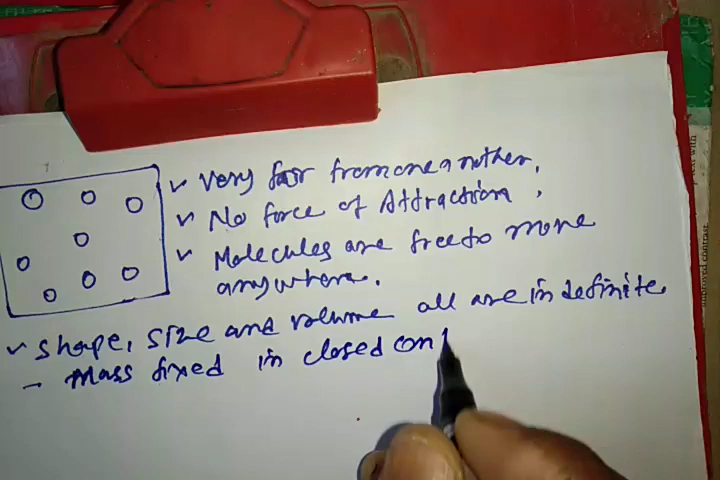 ✓ Very far from one another.
✓ No force of Attraction.
✓ Molecules are free to move
anywhere.
✓ Shape, size and volume all are indefinite.
- Mass fixed in closed con